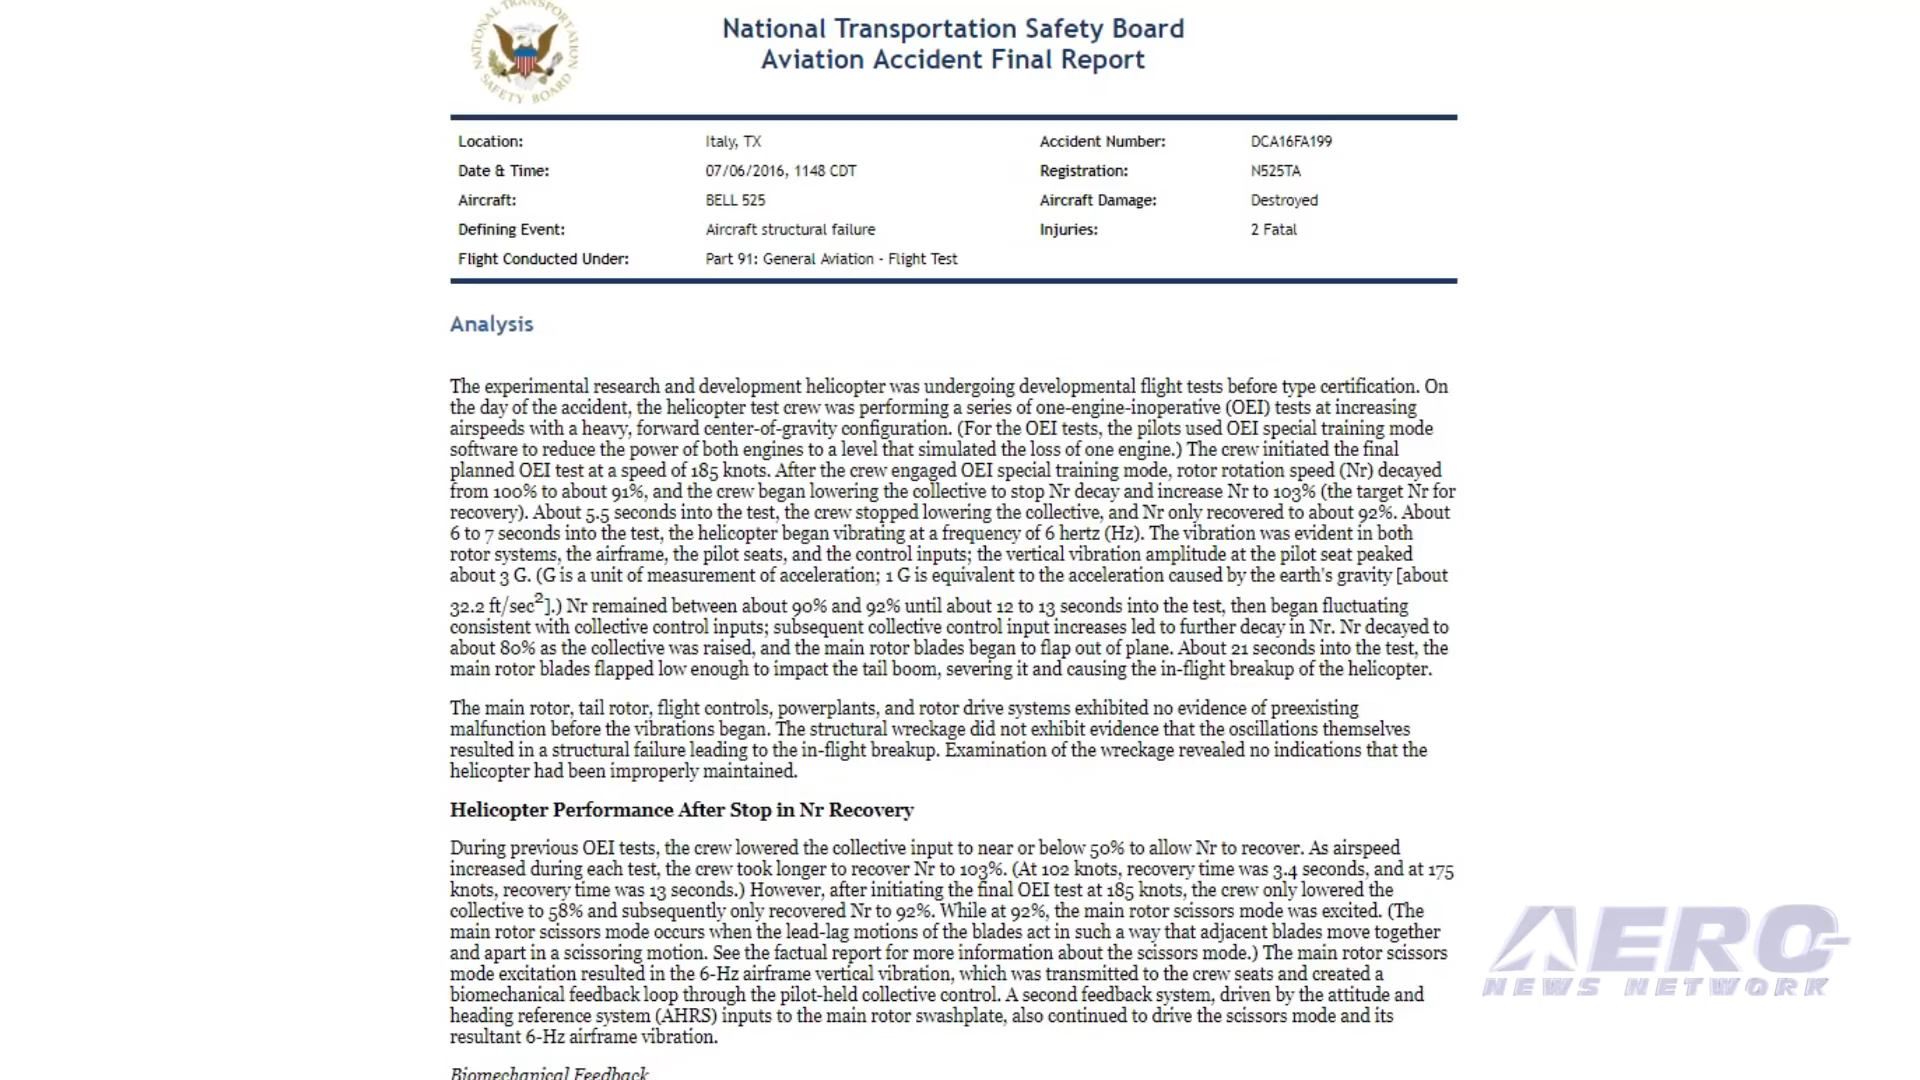 NATIONAL TRANSPORTATION SAFETY BOARD
National Transportation Safety Board
Aviation Accident Final Report
Location: Italy, TX Accident Number: DCA16FA199
Date & Time: 07/06/2016, 1148 CDT Registration: N525TA
Aircraft: BELL 525 Aircraft Damage: Destroyed
Defining Event: Aircraft structural failure Injuries: 2 Fatal
Flight Conducted Under: Part 91: General Aviation - Flight Test
Analysis
The experimental research and development helicopter was undergoing developmental flight tests before type certification. On
the day of the accident, the helicopter test crew was performing a series of one-engine-inoperative (OEI) tests at increasing
airspeeds with a heavy, forward center-of-gravity configuration. (For the OEI tests, the pilots used OEI special training mode
software to reduce the power of both engines to a level that simulated the loss of one engine.) The crew initiated the final
planned OEI test at a speed of 185 knots. After the crew engaged OEI special training mode, rotor rotation speed (Nr) decayed
from 100% to about 91%, and the crew began lowering the collective to stop Nr decay and increase Nr to 103% (the target Nr for
recovery). About 5.5 seconds into the test, the crew stopped lowering the collective, and Nr only recovered to about 92%. About
6 to 7 seconds into the test, the helicopter began vibrating at a frequency of 6 hertz (Hz). The vibration was evident in both
rotor systems, the airframe, the pilot seats, and the control inputs; the vertical vibration amplitude at the pilot seat peaked
about 3 G. (G is a unit of measurement of acceleration; 1 G is equivalent to the acceleration caused by the earth's gravity [about
32.2 ft/sec2].) Nr remained between about 90% and 92% until about 12 to 13 seconds into the test, then began fluctuating
consistent with collective control inputs; subsequent collective control input increases led to further decay in Nr. Nr decayed to
about 80% as the collective was raised, and the main rotor blades began to flap out of plane. About 21 seconds into the test, the
main rotor blades flapped low enough to impact the tail boom, severing it and causing the in-flight breakup of the helicopter.
The main rotor, tail rotor, flight controls, powerplants, and rotor drive systems exhibited no evidence of preexisting
malfunction before the vibrations began. The structural wreckage did not exhibit evidence that the oscillations themselves
resulted in a structural failure leading to the in-flight breakup. Examination of the wreckage revealed no indications that the
helicopter had been improperly maintained.
Helicopter Performance After Stop in Nr Recovery
During previous OEI tests, the crew lowered the collective input to near or below 50% to allow Nr to recover. As airspeed
increased during each test, the crew took longer to recover Nr to 103%. (At 102 knots, recovery time was 3.4 seconds, and at 175
knots, recovery time was 13 seconds.) However, after initiating the final OEI test at 185 knots, the crew only lowered the
collective to 58% and subsequently only recovered Nr to 92%. While at 92%, the main rotor scissors mode was excited. (The
main rotor scissors mode occurs when the lead-lag motions of the blades act in such a way that adjacent blades move together
and apart in a scissoring motion. See the factual report for more information about the scissors mode.) The main rotor scissors
mode excitation resulted in the 6-Hz airframe vertical vibration, which was transmitted to the crew seats and created a
biomechanical feedback loop through the pilot-held collective control. A second feedback system, driven by the attitude and
heading reference system (AHRS) inputs to the main rotor swashplate, also continued to drive the scissors mode and its
resultant 6-Hz airframe vibration.
Biomechanical Feedback
AERO
NEWS NETWORK